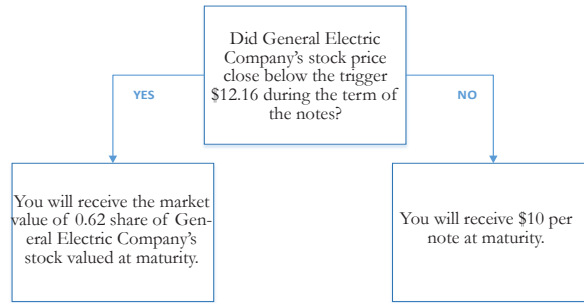 Did General Electric
Company's stock price
close below the trigger
$12.16 during the term of
the notes?
YES
NO
You will receive the market
value of 0.62 share of Gen-
eral Electric Company's
stock valued at maturity.
You will receive $10 per
note at maturity.